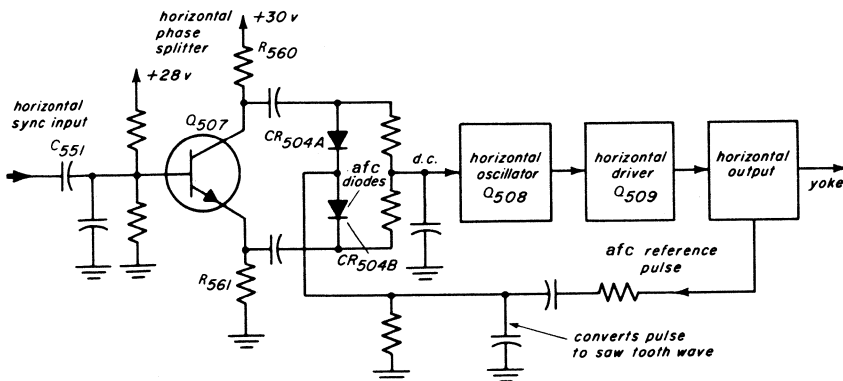 horizontal
phase
splitter
+30 v
R560
+28 v
horizontal
sync input
C551
Q507
CR504A
afc
diodes
d.c.
horizontal
oscillator
Q508
horizontal
driver
Q509
horizontal
output
yoke
CR504B
R561
afc reference
pulse
converts pulse
to saw tooth wave